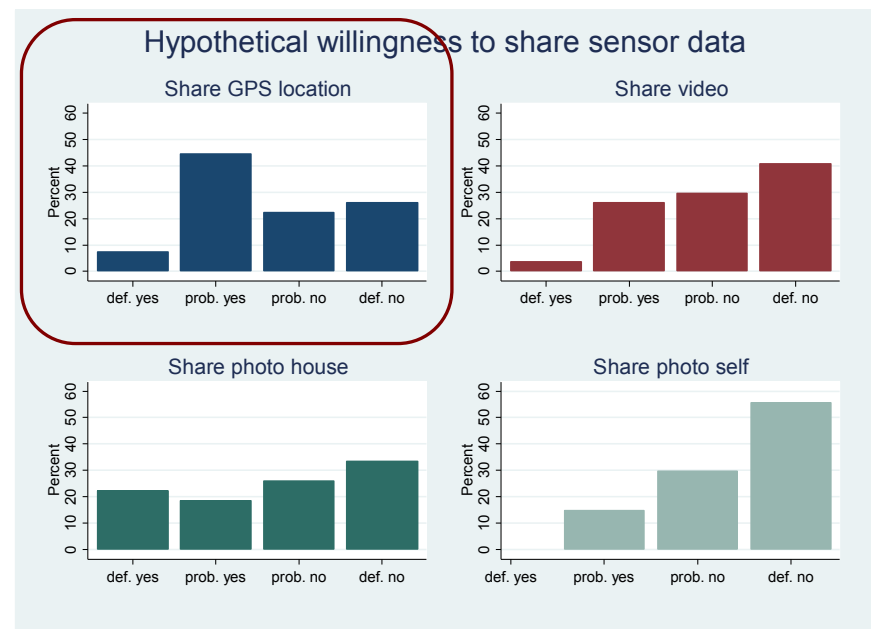 Hypothetical willingness to share sensor data
Share GPS location
Percent
60
50
40
30
20
10
0
def. yes prob. yes prob. no def. no
Share video
Percent
60
50
40
30
20
10
0
def. yes prob. yes prob. no def. no
Share photo house
Percent
60
50
40
30
20
10
0
def. yes prob. yes prob. no def. no
Share photo self
Percent
60
50
40
30
20
10
0
def. yes prob. yes prob. no def. no